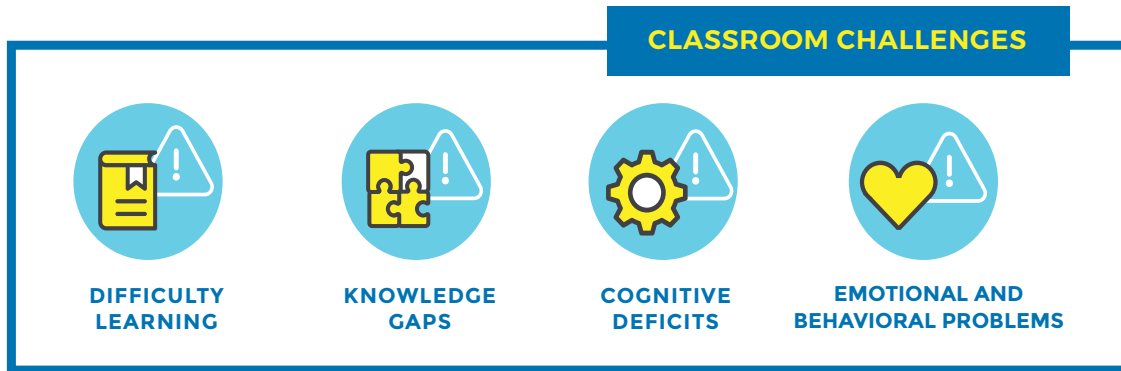 CLASSROOM CHALLENGES
DIFFICULTY
LEARNING
KNOWLEDGE
GAPS
COGNITIVE
DEFICITS
EMOTIONAL AND
BEHAVIORAL PROBLEMS